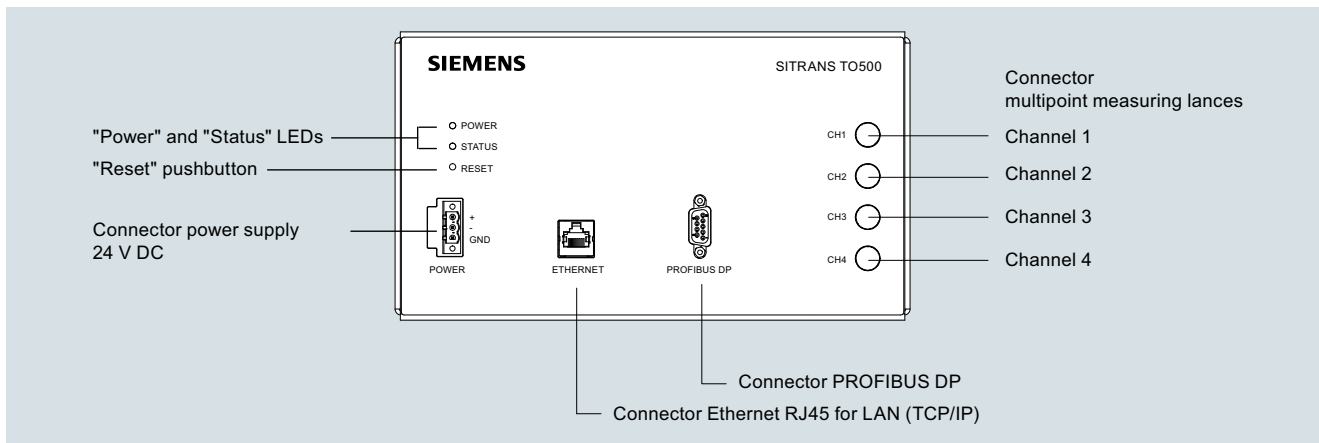 SIEMENS
SITRANS TO500
Connector
multipoint measuring lances
"Power" and "Status" LEDs
POWER
STATUS
"Reset" pushbutton
RESET
CH1
Channel 1
CH2
Channel 2
CH3
Channel 3
CH4
Channel 4
Connector power supply
24 V DC
+
-
GND
POWER
ETHERNET
PROFIBUS DP
Connector PROFIBUS DP
Connector Ethernet RJ45 for LAN (TCP/IP)